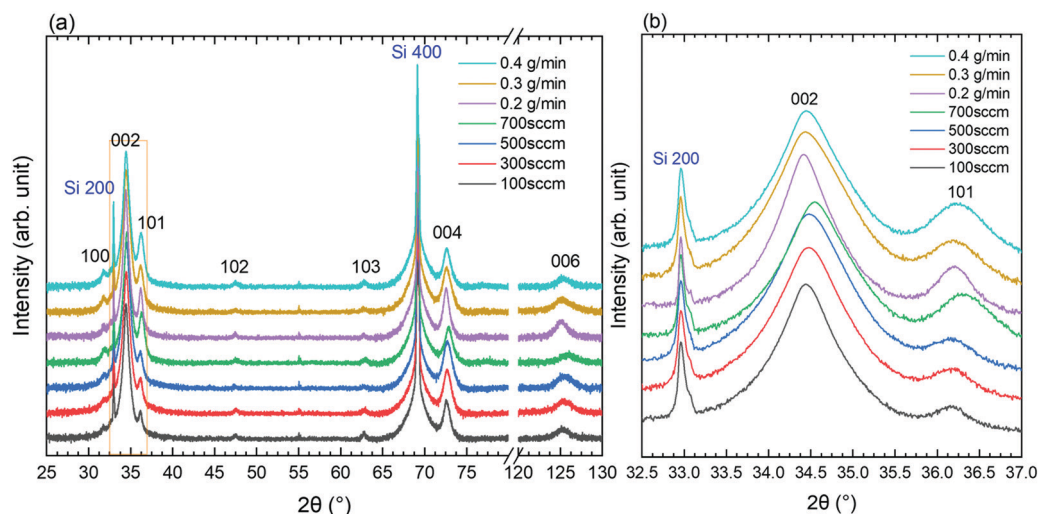 (a)
Si 400
0.4 g/min
0.3 g/min
0.2 g/min
700sccm
500sccm
300sccm
100sccm
002
Si 200
101
100
102
103
004
006
Intensity (arb. unit)
25 30 35 40 45 50 55 60 65 70 75 120 125 130
2θ (°)
(b)
0.4 g/min
0.3 g/min
0.2 g/min
700sccm
500sccm
300sccm
100sccm
002
Si 200
101
Intensity (arb. unit)
32.5 33.0 33.5 34.0 34.5 35.0 35.5 36.0 36.5 37.0
2θ (°)